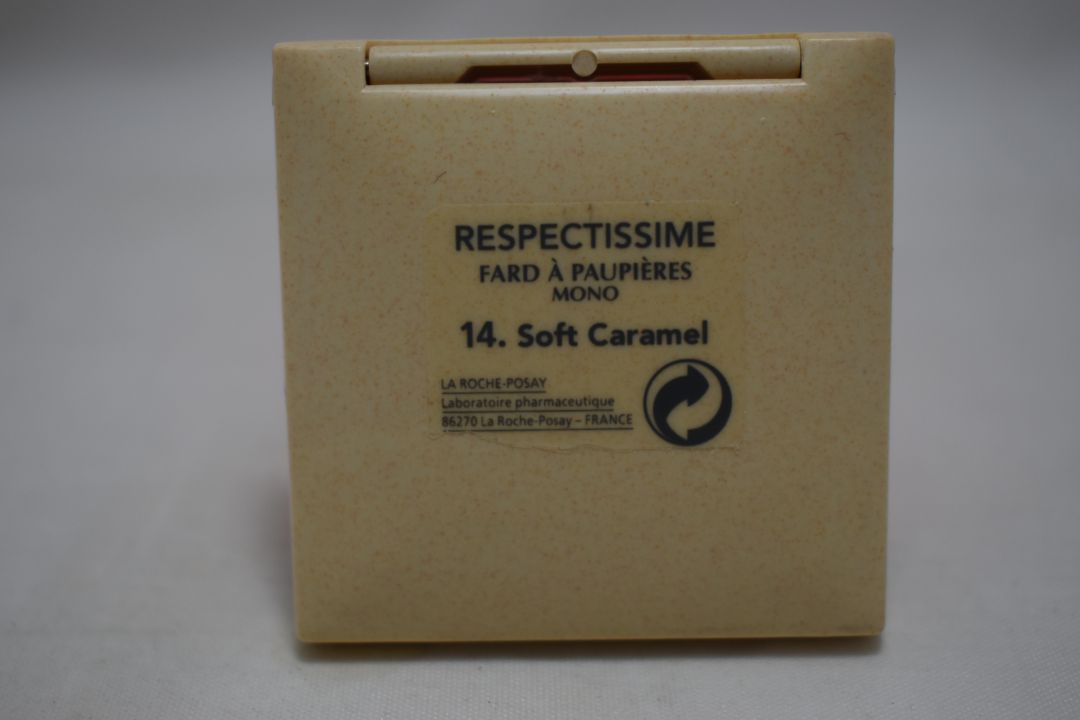 RESPECTISSIME
FARD À PAUPIÈRES
MONO
14. Soft Caramel
LA ROCHE-POSAY
Laboratoire pharmaceutique
86270 La Roche-Posay – FRANCE